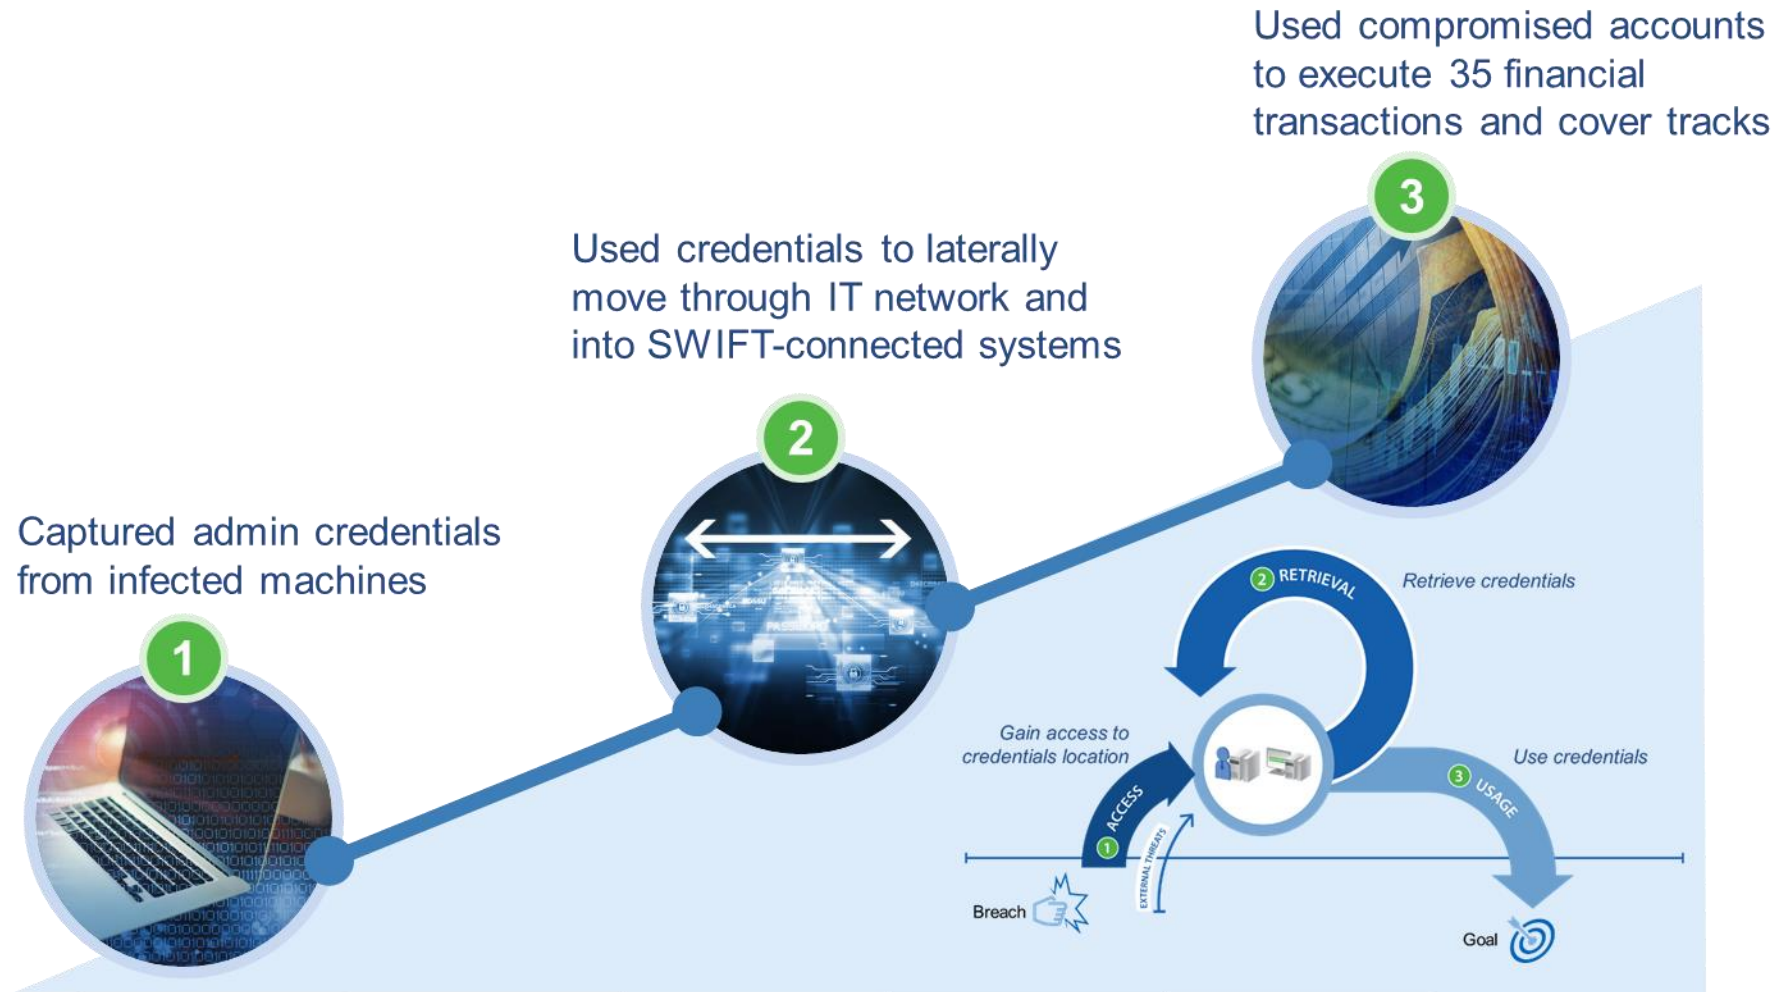 Used compromised accounts
to execute 35 financial
transactions and cover tracks
3
Used credentials to laterally
move through IT network and
into SWIFT-connected systems
2
Captured admin credentials
from infected machines
1
PASSWORD
2 RETRIEVAL
Retrieve credentials
Gain access to
credentials location
1 ACCESS
EXTERNAL THREATS
Use credentials
3 USAGE
Breach
Goal